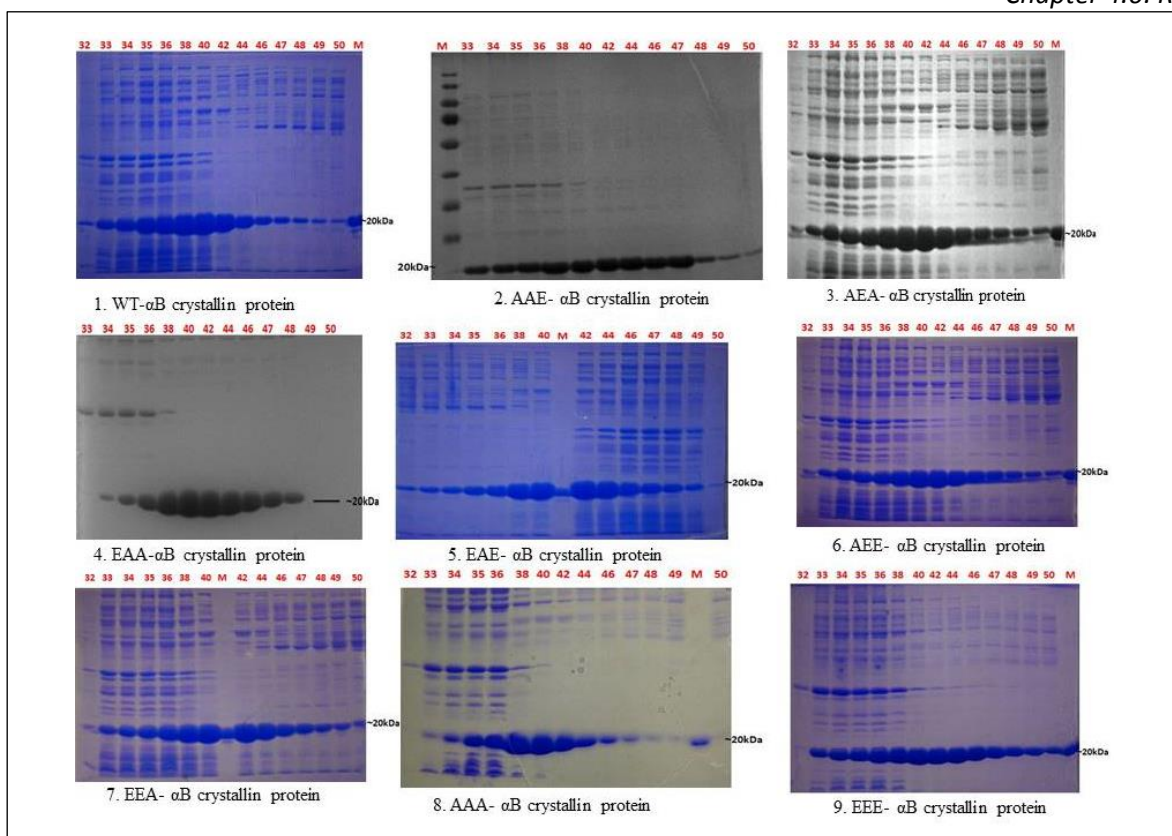 Chapter 4.0: R
32 33 34 35 36 38 40 42 44 46 47 48 49 50 M
M 33 34 35 36 38 40 42 44 46 47 48 49 50
32 33 34 35 36 38 40 42 44 46 47 48 49 50 M
~20kDa
20kDa~
~20kDa
1. WT-αB crystallin protein
2. AAE- αB crystallin protein
3. AEA- αB crystallin protein
33 34 35 36 38 40 42 44 46 47 48 49 50
32 33 34 35 36 38 40 M 42 44 46 47 48 49 50
32 33 34 35 36 38 40 42 44 46 47 48 49 50 M
~20kDa
~20kDa
~20kDa
4. EAA-αB crystallin protein
5. EAE- αB crystallin protein
6. AEE- αB crystallin protein
32 33 34 35 36 38 40 M 42 44 46 47 48 49 50
32 33 34 35 36 38 40 42 44 46 47 48 49 M 50
32 33 34 35 36 38 40 42 44 46 47 48 49 50 M
~20kDa
~20kDa
~20kDa
7. EEA- αB crystallin protein
8. AAA- αB crystallin protein
9. EEE- αB crystallin protein